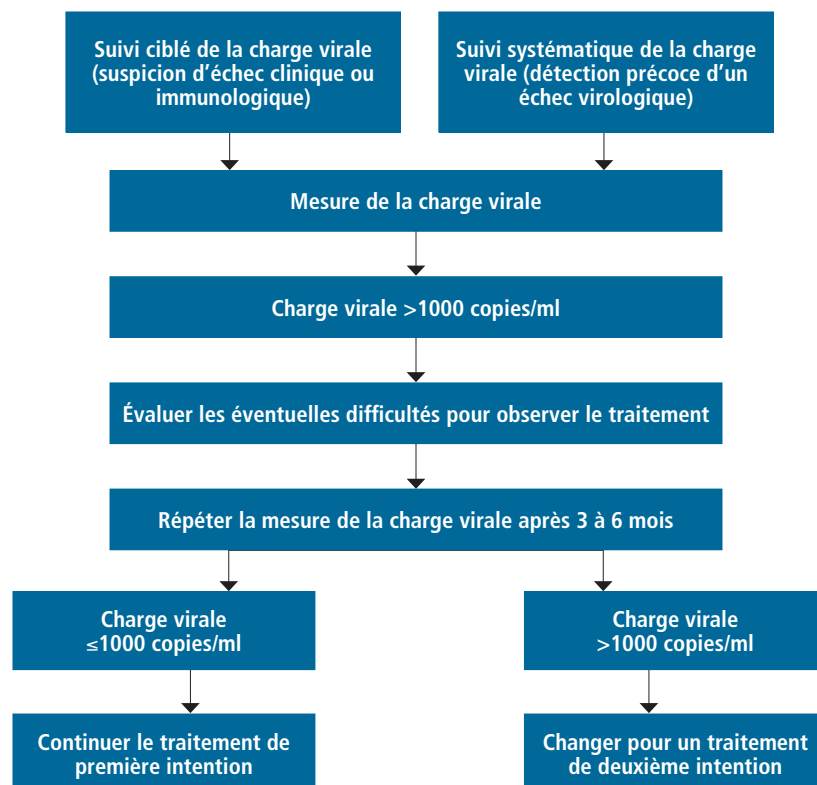 Suivi ciblé de la charge virale
(suspicion d’échec clinique ou
immunologique)
Suivi systématique de la charge
virale (détection précoce d’un
échec virologique)
Mesure de la charge virale
Charge virale >1000 copies/ml
Évaluer les éventuelles difficultés pour observer le traitement
Répéter la mesure de la charge virale après 3 à 6 mois
Charge virale
≤1000 copies/ml
Charge virale
>1000 copies/ml
Continuer le traitement de
première intention
Changer pour un traitement
de deuxième intention